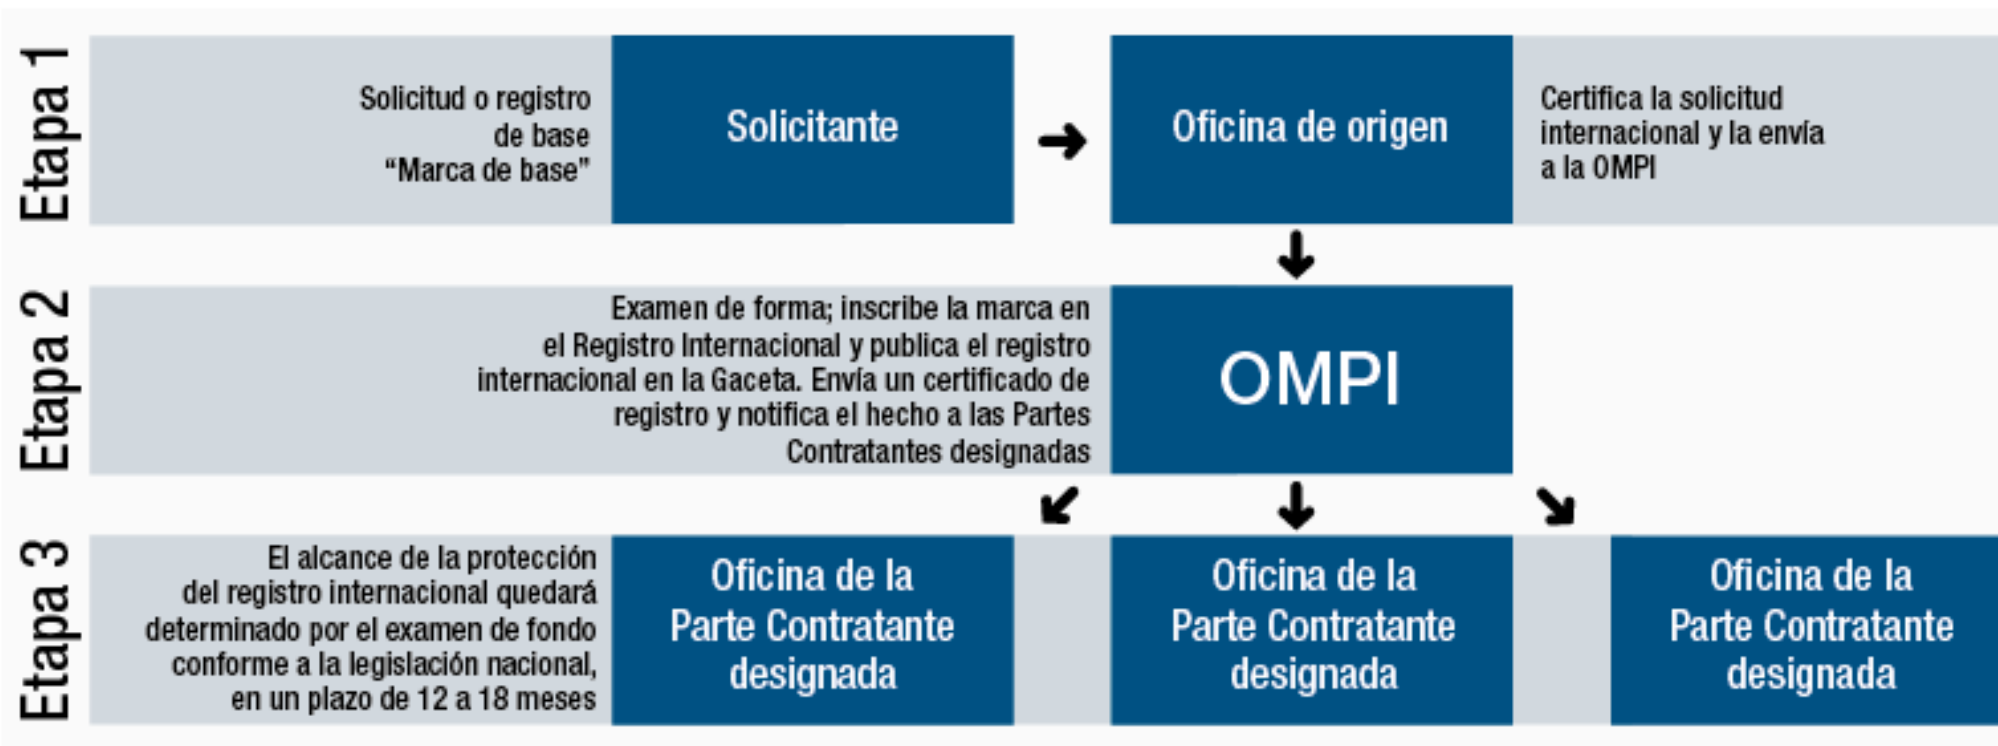 Etapa 1
Solicitud o registro
de base
“Marca de base”
Solicitante
Oficina de origen
Certifica la solicitud
internacional y la envía
a la OMPI
Etapa 2
Examen de forma; inscribe la marca en
el Registro Internacional y publica el registro
internacional en la Gaceta. Envía un certificado de
registro y notifica el hecho a las Partes
Contratantes designadas
OMPI
Etapa 3
El alcance de la protección
del registro internacional quedará
determinado por el examen de fondo
conforme a la legislación nacional,
en un plazo de 12 a 18 meses
Oficina de la
Parte Contratante
designada
Oficina de la
Parte Contratante
designada
Oficina de la
Parte Contratante
designada